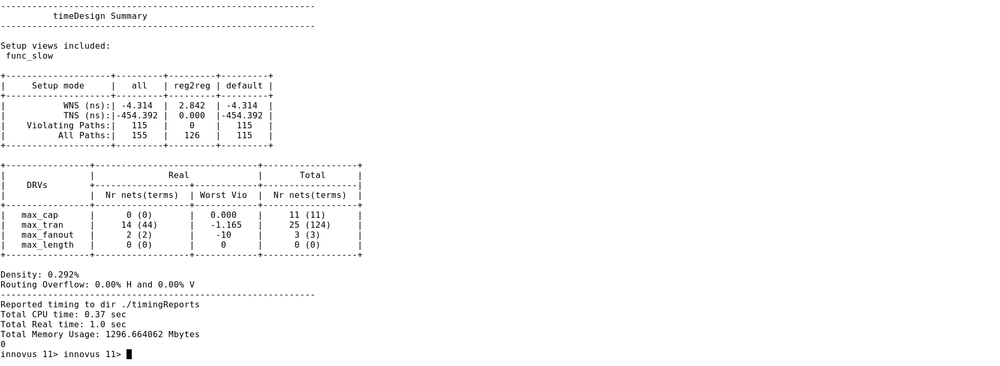 ------------------------------------------------------------
          timeDesign Summary
------------------------------------------------------------

Setup views included:
 func_slow

+--------------------+---------+---------+---------+
|     Setup mode     |   all   | reg2reg | default |
+--------------------+---------+---------+---------+
|           WNS (ns):| -4.314  |  2.842  | -4.314  |
|           TNS (ns):|-454.392 |  0.000  |-454.392 |
|    Violating Paths:|   115   |    0    |   115   |
|          All Paths:|   155   |   126   |   115   |
+--------------------+---------+---------+---------+

+----------------+-------------------------------+------------------+
|                |              Real             |       Total      |
|    DRVs        +------------------+------------+------------------|
|                |  Nr nets(terms)  | Worst Vio  |  Nr nets(terms)  |
+----------------+------------------+------------+------------------+
|   max_cap      |      0 (0)       |   0.000    |     11 (11)      |
|   max_tran     |     14 (44)      |   -1.165   |     25 (124)     |
|   max_fanout   |      2 (2)       |    -10     |      3 (3)       |
|   max_length   |      0 (0)       |     0      |      0 (0)       |
+----------------+------------------+------------+------------------+

Density: 0.292%
Routing Overflow: 0.00% H and 0.00% V
------------------------------------------------------------
Reported timing to dir ./timingReports
Total CPU time: 0.37 sec
Total Real time: 1.0 sec
Total Memory Usage: 1296.664062 Mbytes
0
innovus 11> innovus 11>